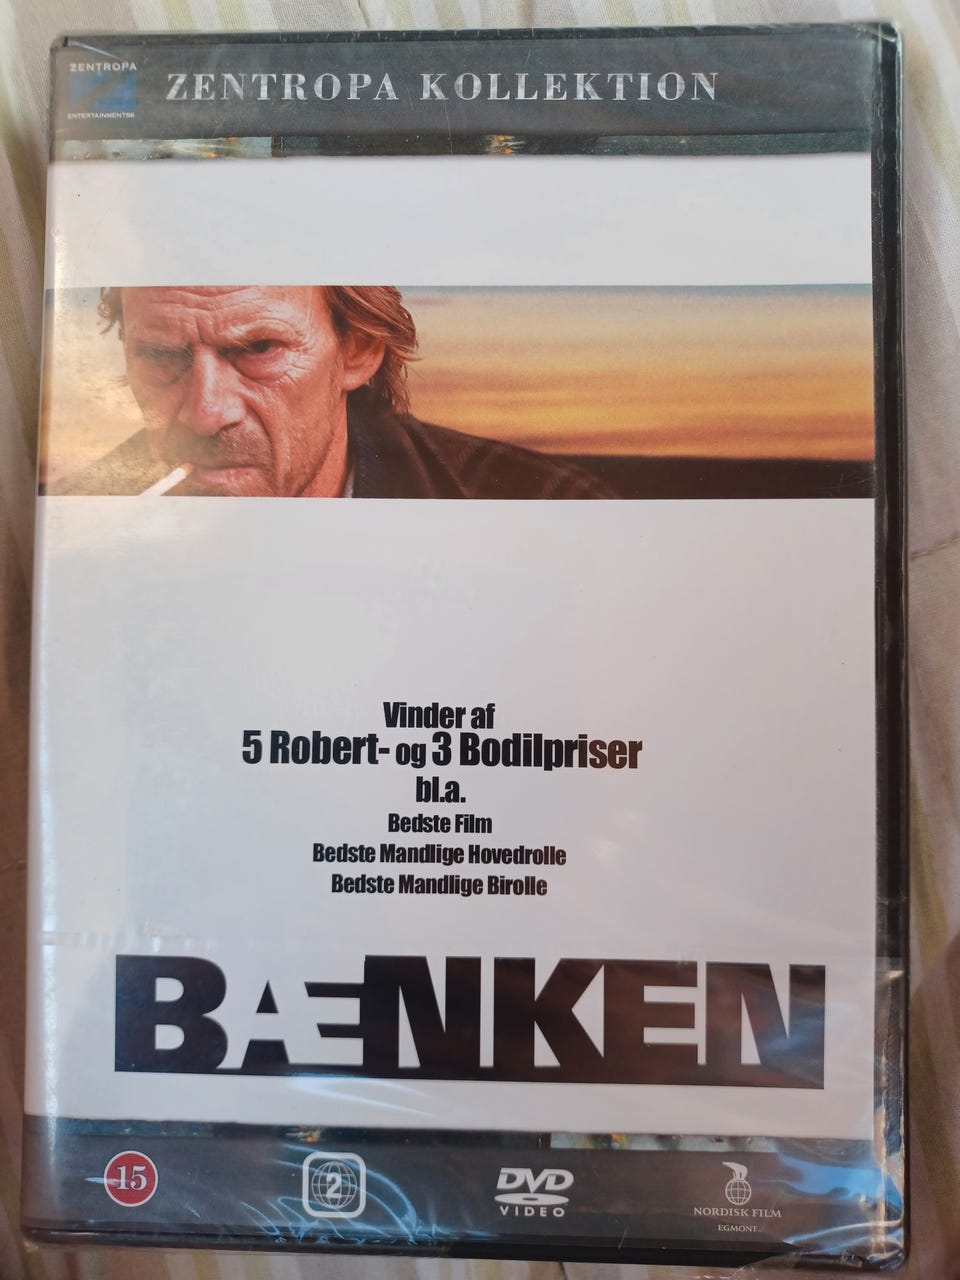 ZENTROPA
ENTERTAINMENTS6
ZENTROPA KOLLEKTION
Vinder af
5 Robert- og 3 Bodilpriser
bl.a.
Bedste Film
Bedste Mandlige Hovedrolle
Bedste Mandlige Birolle
BÆNKEN
15
2
DVD
VIDEO
NORDISK FILM
EGMONT